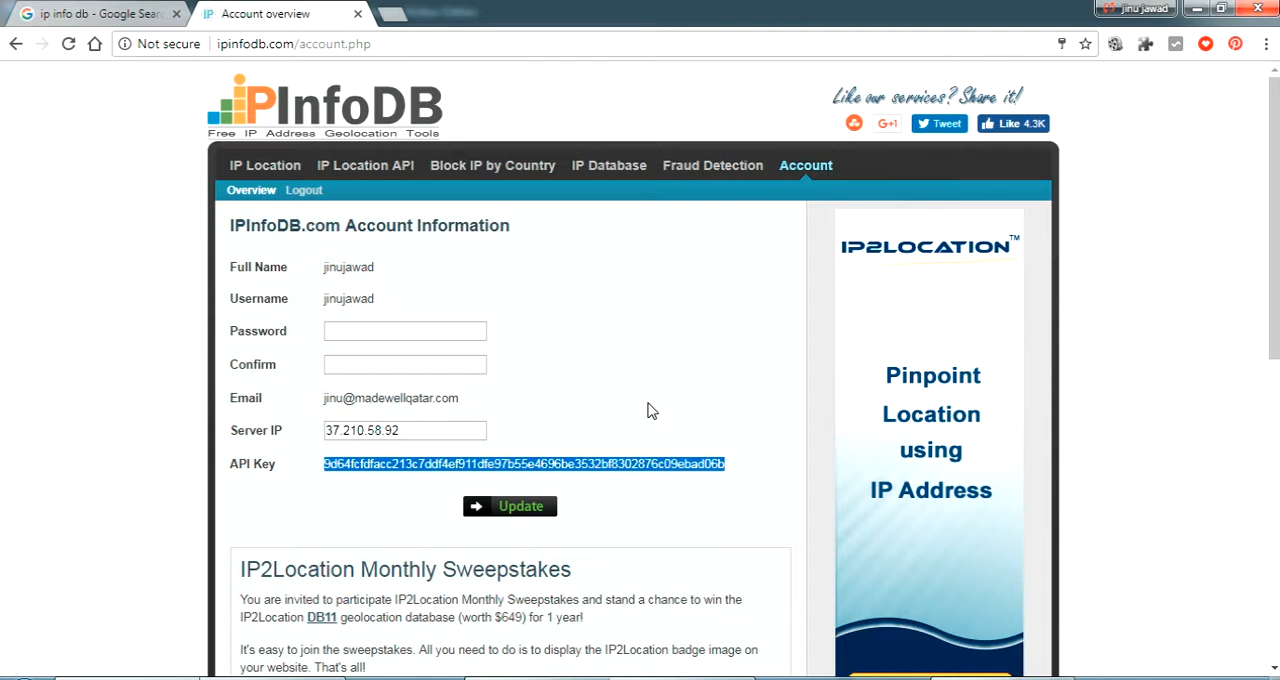 ip info db - Google Sear
Account overview
jinu jawad
Not secure
ipinfodb.com/account.php
IPInfoDB
Free IP Address Geolocation Tools
Like our services? Share it!
G+1
Tweet
Like 4.3K
IP Location
IP Location API
Block IP by Country
IP Database
Fraud Detection
Account
Overview
Logout
IPInfoDB.com Account Information
Full Name jinujawad
Username jinujawad
Password
Confirm
Email jinu@madewellqatar.com
Server IP 37.210.58.92
API Key 9d64fcfdfacc213c7ddf4ef911dfe97b55e4696be3532bf8302876c09ebad06b
Update
IP2Location Monthly Sweepstakes
You are invited to participate IP2Location Monthly Sweepstakes and stand a chance to win the
IP2Location DB11 geolocation database (worth $649) for 1 year!
It's easy to join the sweepstakes. All you need to do is to display the IP2Location badge image on
your website. That's all!
IP2LOCATION™
Pinpoint
Location
using
IP Address